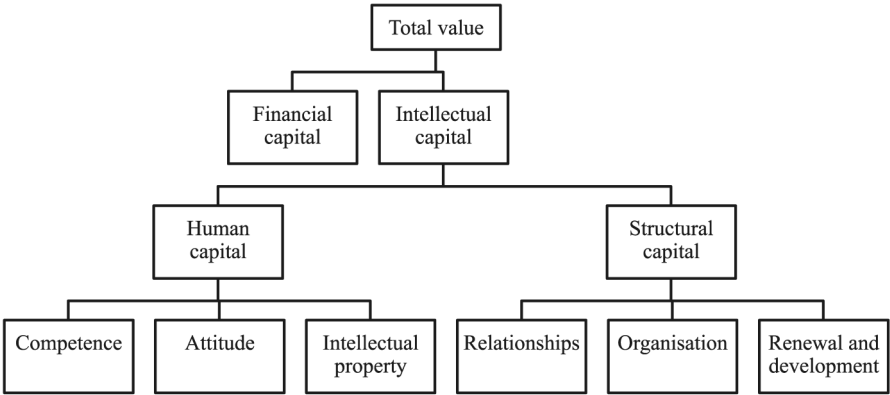 Total value
Financial
capital
Intellectual
capital
Human
capital
Structural
capital
Competence
Attitude
Intellectual
property
Relationships
Organisation
Renewal and
development